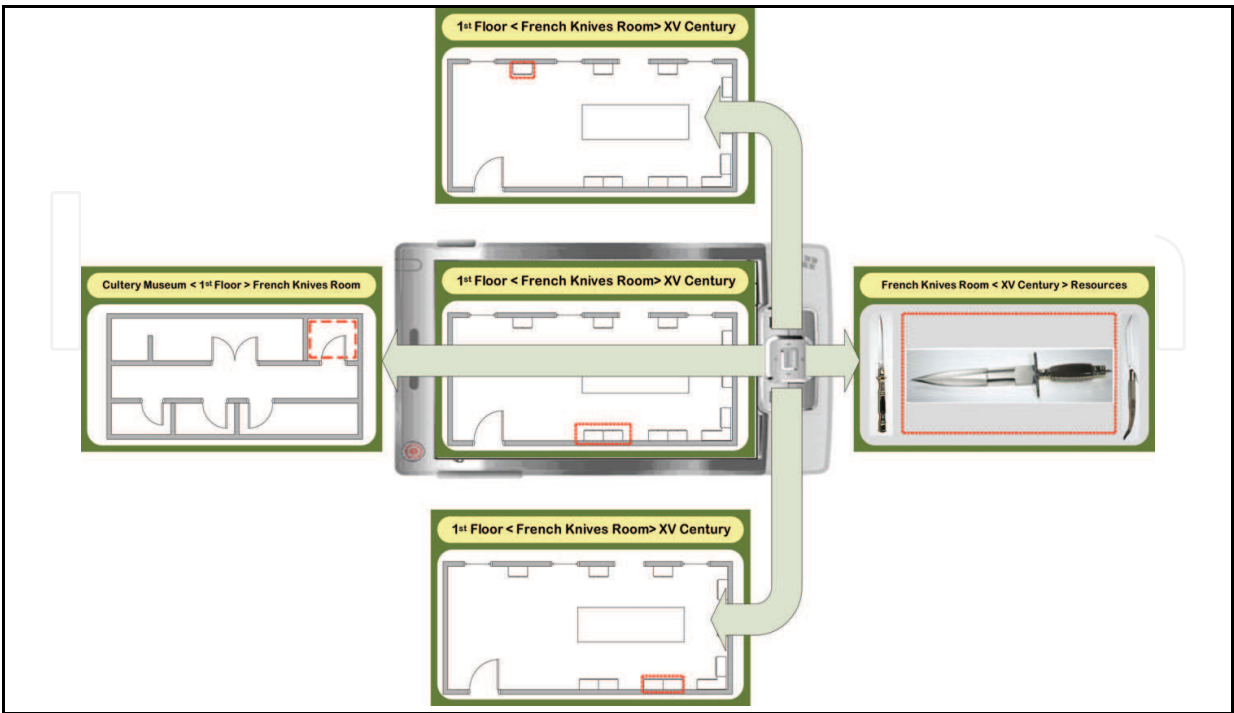 1st Floor < French Knives Room> XV Century
Cultery Museum < 1st Floor > French Knives Room
1st Floor < French Knives Room> XV Century
French Knives Room < XV Century > Resources
1st Floor < French Knives Room> XV Century